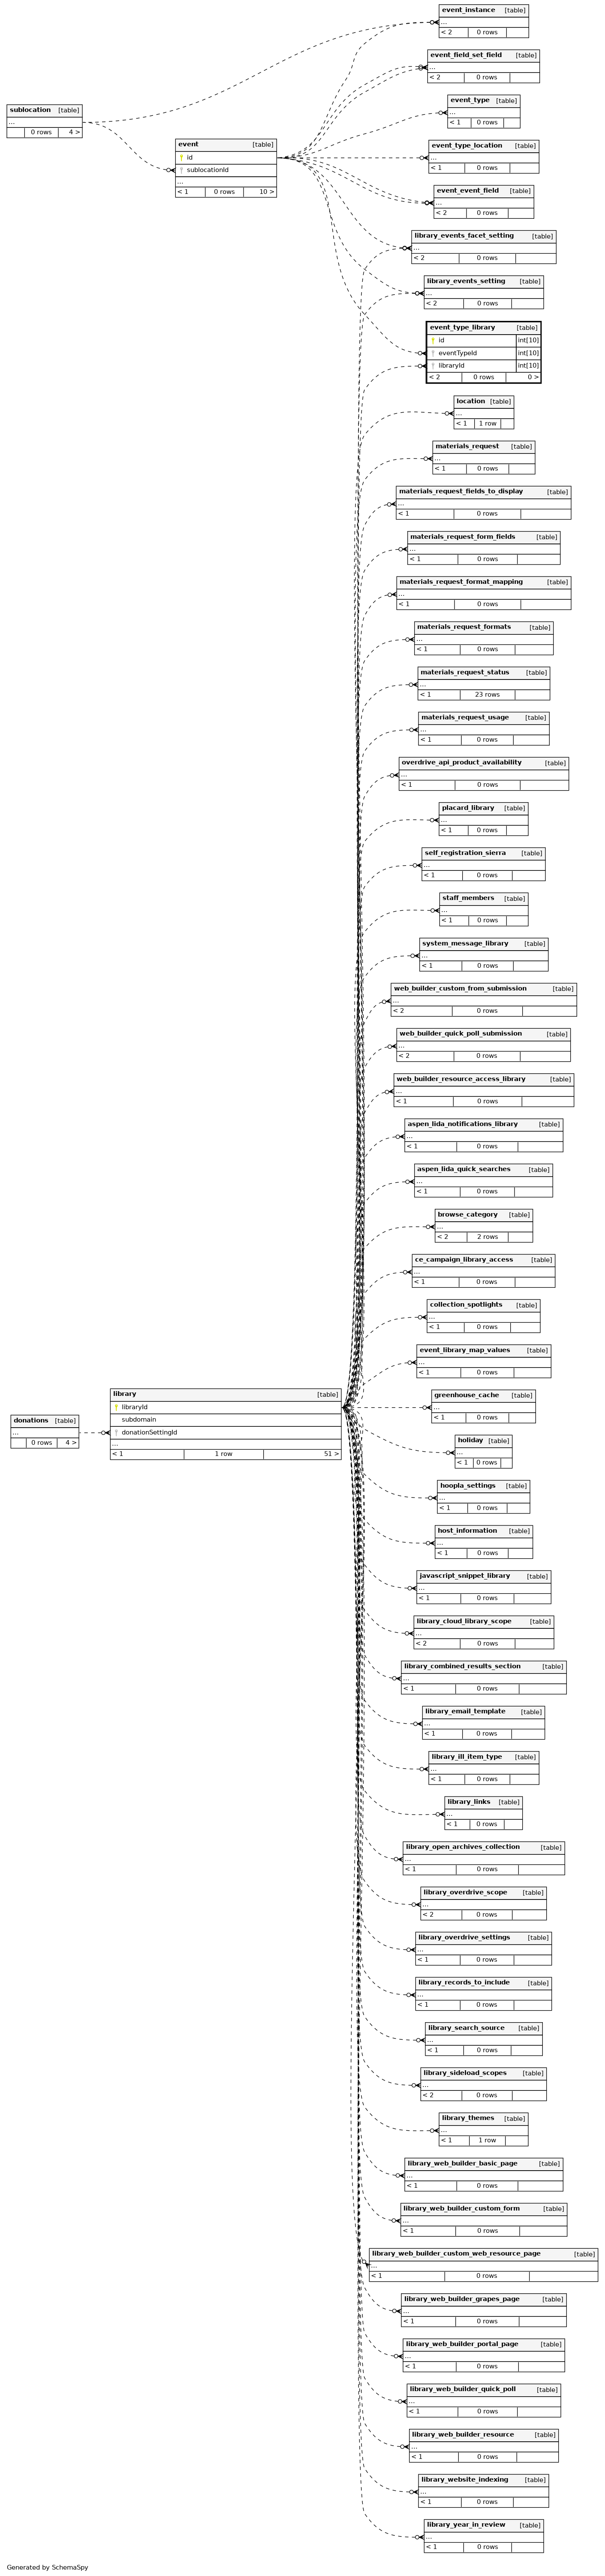 event_instance [table]
...
< 2 0 rows
event_field_set_field [table]
...
< 2 0 rows
event_type [table]
...
< 1 0 rows
sublocation [table]
...
0 rows 4 >
event [table]
id
sublocationId
...
< 1 0 rows 10 >
event_type_location [table]
...
< 1 0 rows
event_event_field [table]
...
< 2 0 rows
library_events_facet_setting [table]
...
< 2 0 rows
library_events_setting [table]
...
< 2 0 rows
event_type_library [table]
id int[10]
eventTypeId int[10]
libraryId int[10]
< 2 0 rows 0 >
location [table]
...
< 1 1 row
materials_request [table]
...
< 1 0 rows
materials_request_fields_to_display [table]
...
< 1 0 rows
materials_request_form_fields [table]
...
< 1 0 rows
materials_request_format_mapping [table]
...
< 1 0 rows
materials_request_formats [table]
...
< 1 0 rows
materials_request_status [table]
...
< 1 23 rows
materials_request_usage [table]
...
< 1 0 rows
overdrive_api_product_availability [table]
...
< 1 0 rows
placard_library [table]
...
< 1 0 rows
self_registration_sierra [table]
...
< 1 0 rows
staff_members [table]
...
< 1 0 rows
system_message_library [table]
...
< 1 0 rows
web_builder_custom_from_submission [table]
...
< 2 0 rows
web_builder_quick_poll_submission [table]
...
< 2 0 rows
web_builder_resource_access_library [table]
...
< 1 0 rows
aspen_lida_notifications_library [table]
...
< 1 0 rows
aspen_lida_quick_searches [table]
...
< 1 0 rows
browse_category [table]
...
< 2 2 rows
ce_campaign_library_access [table]
...
< 1 0 rows
collection_spotlights [table]
...
< 1 0 rows
event_library_map_values [table]
...
< 1 0 rows
library [table]
libraryId
subdomain
donationSettingId
...
< 1 1 row 51 >
donations [table]
...
0 rows 4 >
greenhouse_cache [table]
...
< 1 0 rows
holiday [table]
...
< 1 0 rows
hoopla_settings [table]
...
< 1 0 rows
host_information [table]
...
< 1 0 rows
javascript_snippet_library [table]
...
< 1 0 rows
library_cloud_library_scope [table]
...
< 2 0 rows
library_combined_results_section [table]
...
< 1 0 rows
library_email_template [table]
...
< 1 0 rows
library_ill_item_type [table]
...
< 1 0 rows
library_links [table]
...
< 1 0 rows
library_open_archives_collection [table]
...
< 1 0 rows
library_overdrive_scope [table]
...
< 2 0 rows
library_overdrive_settings [table]
...
< 1 0 rows
library_records_to_include [table]
...
< 1 0 rows
library_search_source [table]
...
< 1 0 rows
library_sideload_scopes [table]
...
< 2 0 rows
library_themes [table]
...
< 1 1 row
library_web_builder_basic_page [table]
...
< 1 0 rows
library_web_builder_custom_form [table]
...
< 1 0 rows
library_web_builder_custom_web_resource_page [table]
...
< 1 0 rows
library_web_builder_grapes_page [table]
...
< 1 0 rows
library_web_builder_portal_page [table]
...
< 1 0 rows
library_web_builder_quick_poll [table]
...
< 1 0 rows
library_web_builder_resource [table]
...
< 1 0 rows
library_website_indexing [table]
...
< 1 0 rows
library_year_in_review [table]
...
< 1 0 rows
Generated by SchemaSpy